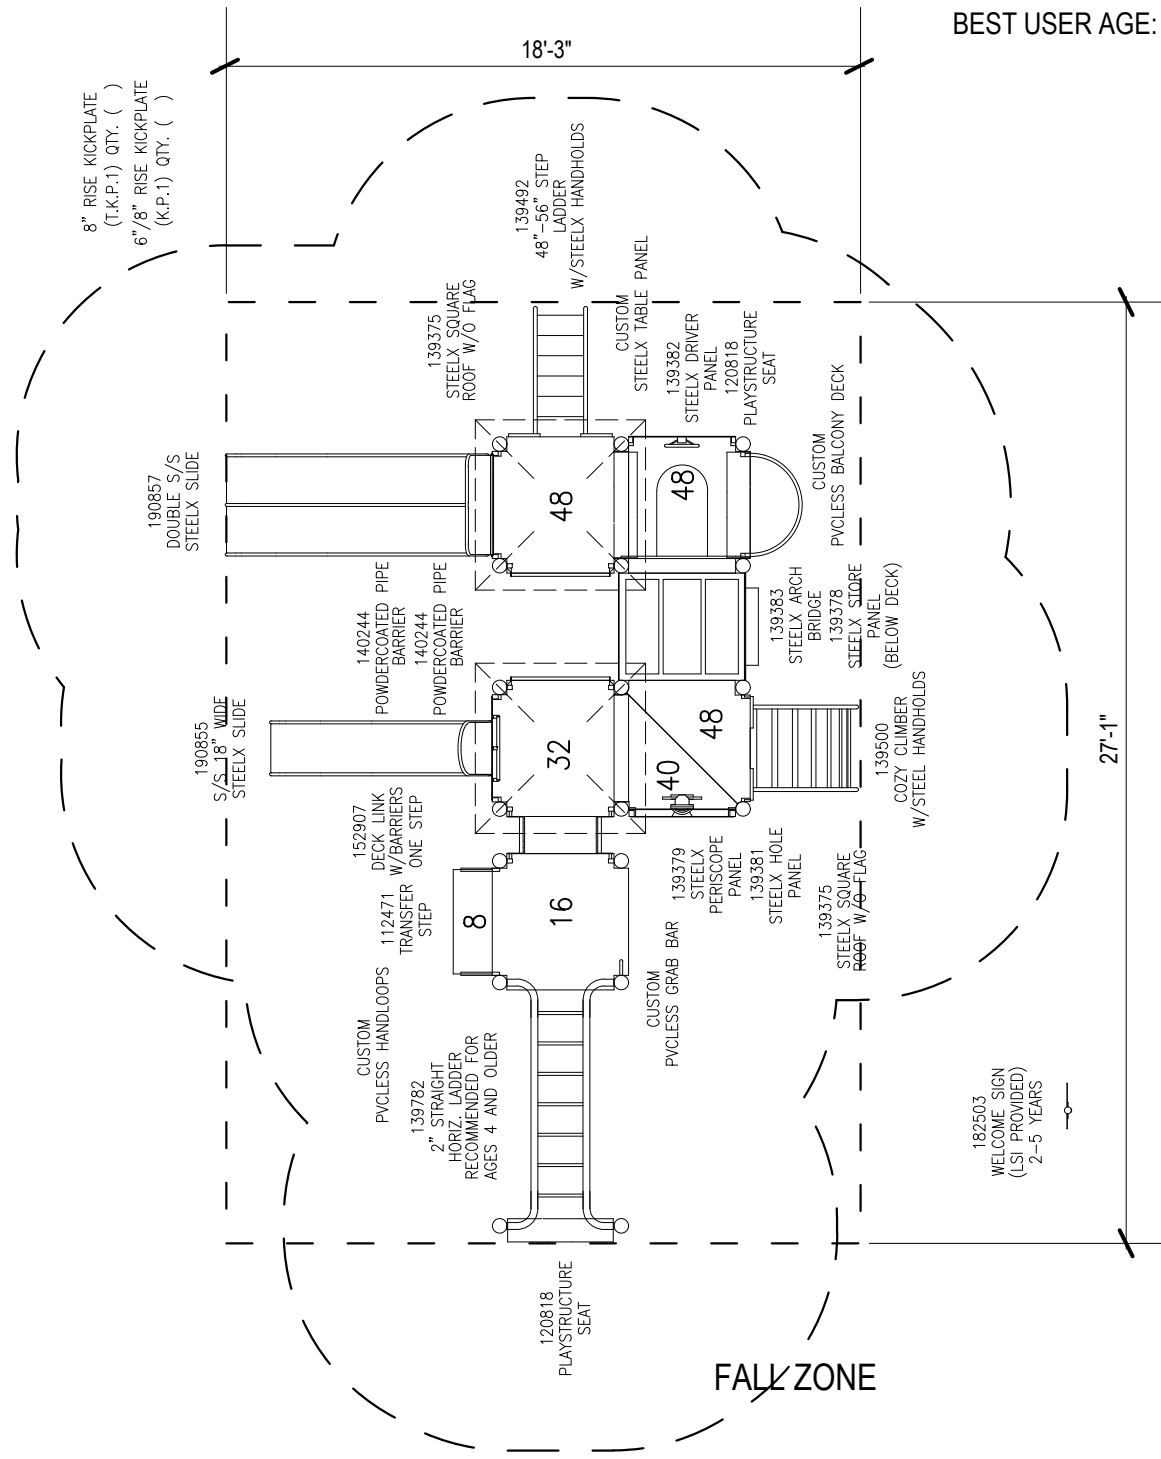 BEST USER AGE:
18'-3"
8" RISE KICKPLATE
(T.K.P.1) QTY. ( )
6"/8" RISE KICKPLATE
(K.P.1) QTY. ( )
139492
48"-56" STEP
LADDER
W/STEELX HANDHOLDS
139375
STEELX SQUARE
ROOF W/O FLAG
CUSTOM
STEELX TABLE PANEL
139382
STEELX DRIVER
PANEL
120818
PLAYSTRUCTURE
SEAT
CUSTOM
PVCLESS BALCONY DECK
190857
DOUBLE S/S
STEELX SLIDE
48
48
140244
POWDERCOATED PIPE
BARRIER
140244
POWDERCOATED PIPE
BARRIER
139383
STEELX ARCH
BRIDGE
139378
STEELX STORE
PANEL
(BELOW DECK)
190855
S/S 18" WIDE
STEELX SLIDE
32
48
40
139500
COZY CLIMBER
W/STEEL HANDHOLDS
27'-1"
152907
DECK LINK
W/BARRIERS
ONE STEP
112471
TRANSFER
STEP
8
16
139379
STEELX
PERISCOPE
PANEL
139381
STEELX HOLE
PANEL
139375
STEELX SQUARE
ROOF W/O FLAG
CUSTOM
PVCLESS HANDLOOPS
CUSTOM
PVCLESS GRAB BAR
139782
2" STRAIGHT
HORIZ. LADDER
RECOMMENDED FOR
AGES 4 AND OLDER
182503
WELCOME SIGN
(LSI PROVIDED)
2-5 YEARS
120818
PLAYSTRUCTURE
SEAT
FALL ZONE